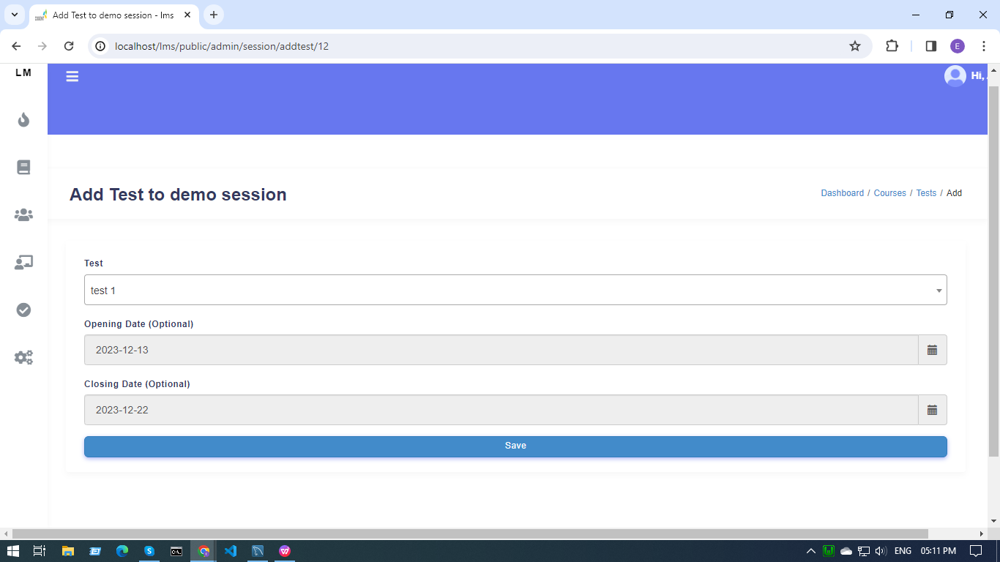 Add Test to demo session - lms
localhost/lms/public/admin/session/addtest/12
E
LM
Hi,
Add Test to demo session
Dashboard / Courses / Tests / Add
Test
test 1
Opening Date (Optional)
2023-12-13
Closing Date (Optional)
2023-12-22
Save
ENG 05:11 PM